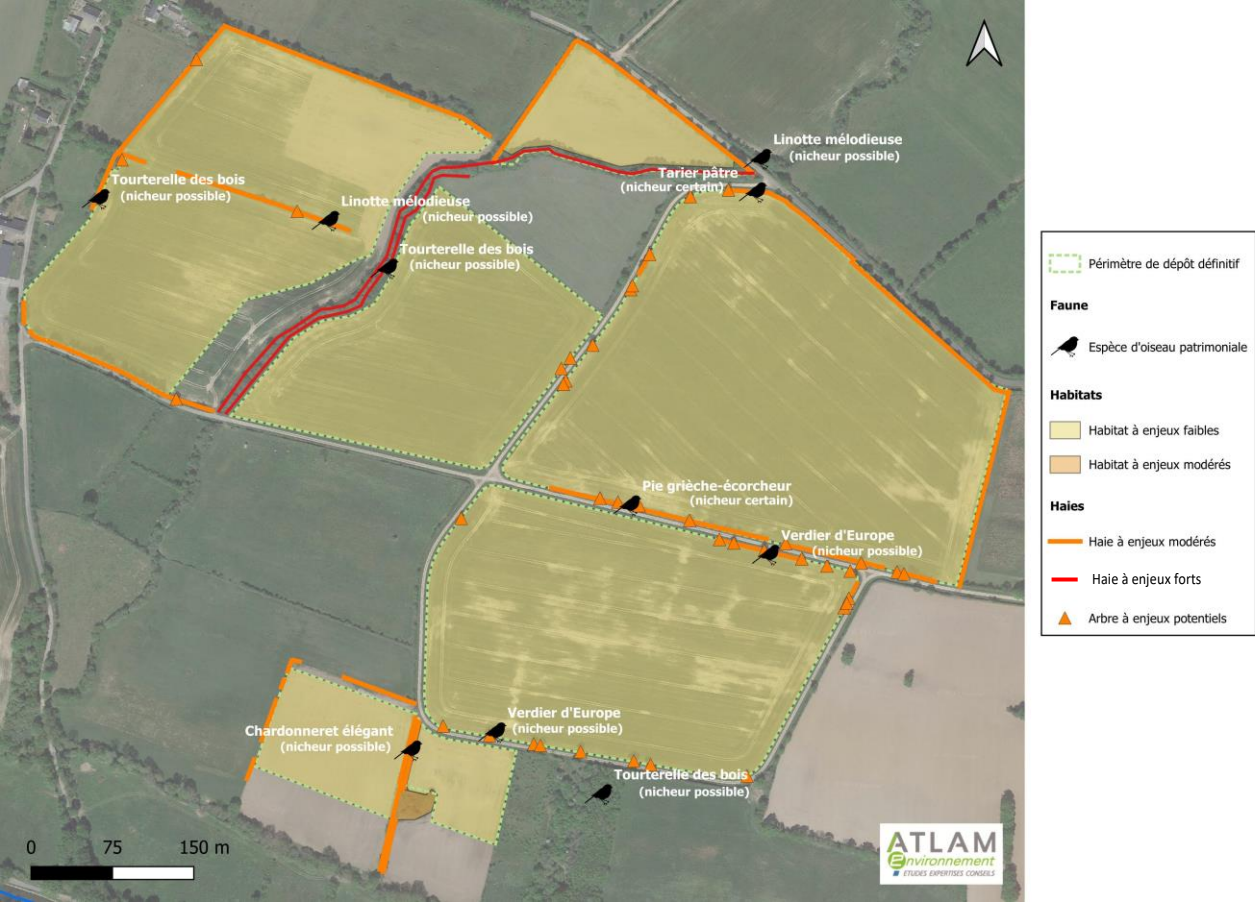 Linotte mélodieuse
(nicheur possible)
Tarier pâtre
(nicheur certain)
Tourterelle des bois
(nicheur possible)
Linotte mélodieuse
(nicheur possible)
Tourterelle des bois
(nicheur possible)
Pie grièche-écorcheur
(nicheur certain)
Verdier d'Europe
(nicheur possible)
Verdier d'Europe
(nicheur possible)
Chardonneret élégant
(nicheur possible)
Tourterelle des bois
(nicheur possible)
0 75 150 m
ATLAM
environnement
ETUDES EXPERTISES CONSEILS
Périmètre de dépôt définitif
Faune
Espèce d'oiseau patrimoniale
Habitats
Habitat à enjeux faibles
Habitat à enjeux modérés
Haies
Haie à enjeux modérés
Haie à enjeux forts
Arbre à enjeux potentiels